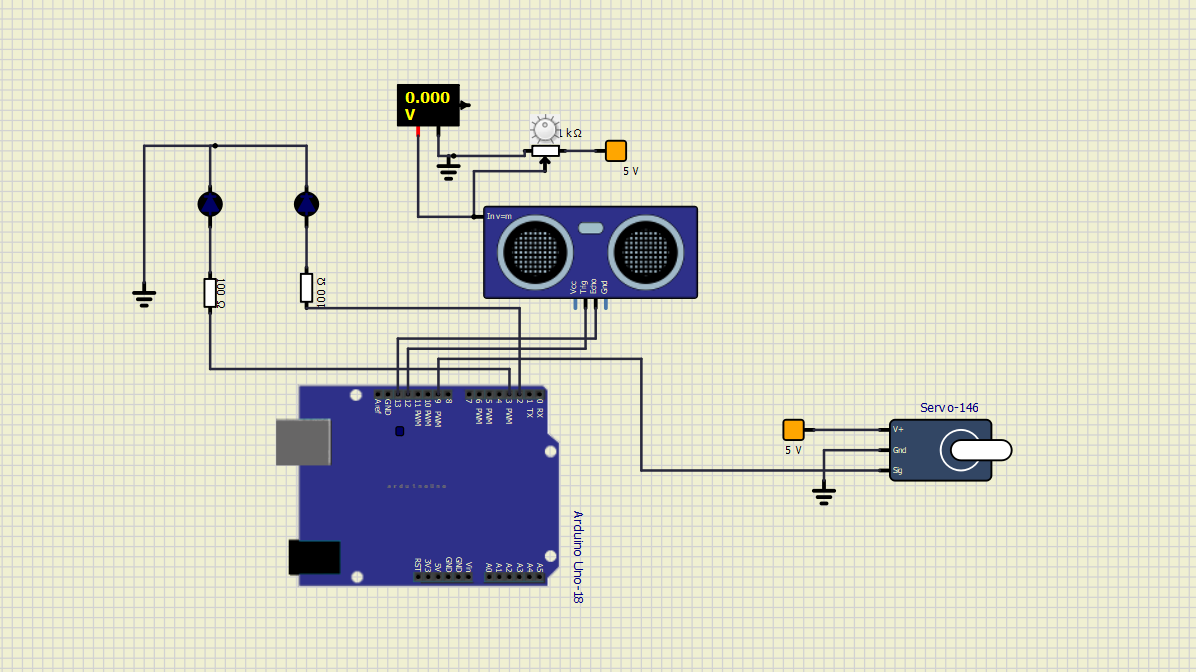 0.000
V
1 kΩ
5 V
In v=m
Vcc
Trig
Echo
Gnd
100 Ω
100 Ω
Aref
GND
13
12
11 PWM
10 PWM
9 PWM
8
7
6 PWM
5 PWM
4
3 PWM
2
1 TX
0 RX
Servo-146
V+
Gnd
Sig
5 V
Arduino Uno-18
RST
3V3
5V
GND
GND
Vin
A0
A1
A2
A3
A4
A5